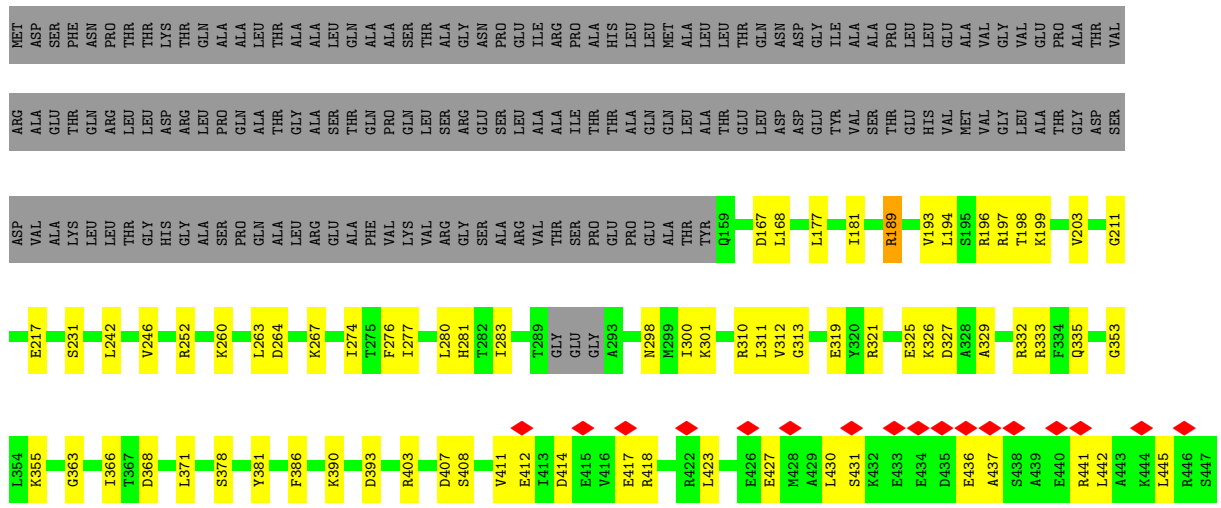 MET ASP SER PHE ASN PRO THR THR LYS THR GLN ALA ALA LEU THR ALA ALA LEU GLN ALA ALA SER THR ALA GLY ASN PRO GLU ILE ARG PRO ALA HIS LEU LEU MET ALA LEU LEU THR GLN ASN ASP GLY ILE ALA ALA PRO LEU LEU GLU ALA VAL GLY VAL GLU PRO ALA THR VAL
ARG ALA GLU THR GLN ARG LEU LEU ASP ARG LEU PRO GLN ALA THR GLY ALA SER THR GLN PRO GLN LEU SER ARG GLU SER LEU ALA ALA ILE THR THR ALA GLN GLN LEU ALA THR GLU LEU ASP ASP GLU TYR VAL SER THR GLU HIS VAL MET VAL GLY LEU ALA THR GLY ASP SER
ASP VAL ALA LYS LEU LEU THR GLY HIS GLY ALA SER PRO GLN ALA LEU ARG GLU ALA PHE VAL LYS VAL ARG GLY SER ALA ARG VAL THR SER PRO GLU PRO GLU ALA THR TYR Q159 D167 L168 L177 I181 R189 V193 L194 S195 R196 R197 T198 K199 V203 G211
E217 S231 L242 V246 R252 K260 L263 D264 K267 I274 T275 F276 I277 L280 H281 T282 I283 T289 GLY GLU GLY A293 N298 M299 I300 K301 R310 L311 V312 G313 E319 Y320 R321 E325 K326 D327 A328 A329 R332 R333 F334 Q335 G353
L354 K355 G363 I366 T367 D368 L371 S378 Y381 F386 K390 D393 R403 D407 S408 V411 E412 I413 D414 E415 V416 E417 R418 R422 L423 E426 E427 M428 A429 L430 S431 K432 E433 E434 D435 E436 A437 S438 A439 E440 R441 L442 A443 K444 L445 R446 S447